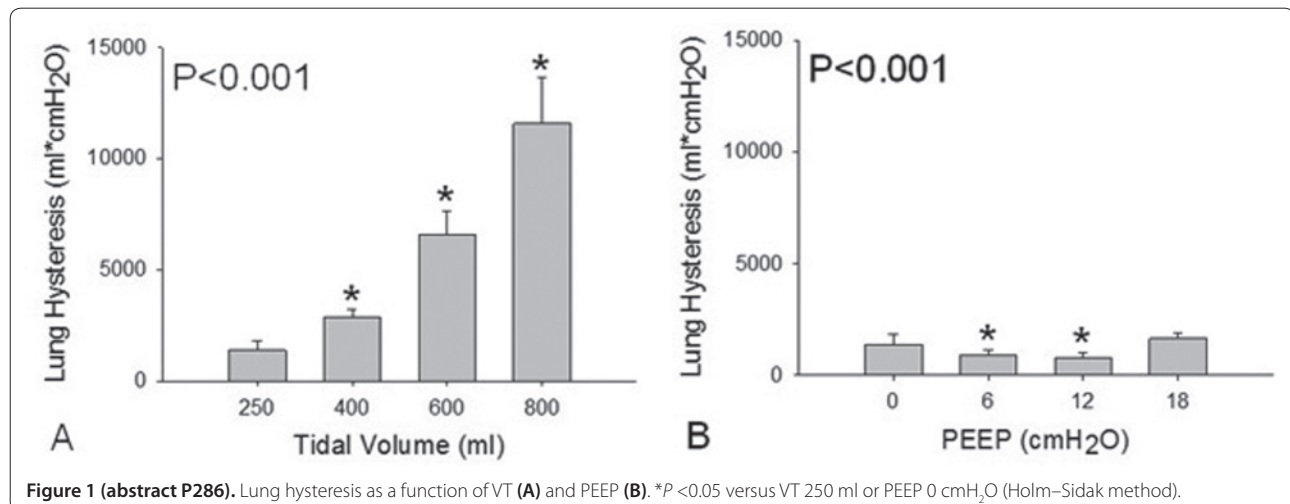 15000
P<0.001
*
10000
*
5000
*
0
Lung Hysteresis (ml*cmH₂O)
250 400 600 800
A
Tidal Volume (ml)
15000
P<0.001
10000
5000
* *
0
Lung Hysteresis (ml*cmH₂O)
0 6 12 18
B
PEEP (cmH₂O)
Figure 1 (abstract P286). Lung hysteresis as a function of VT (A) and PEEP (B). *P <0.05 versus VT 250 ml or PEEP 0 cmH₂O (Holm–Sidak method).